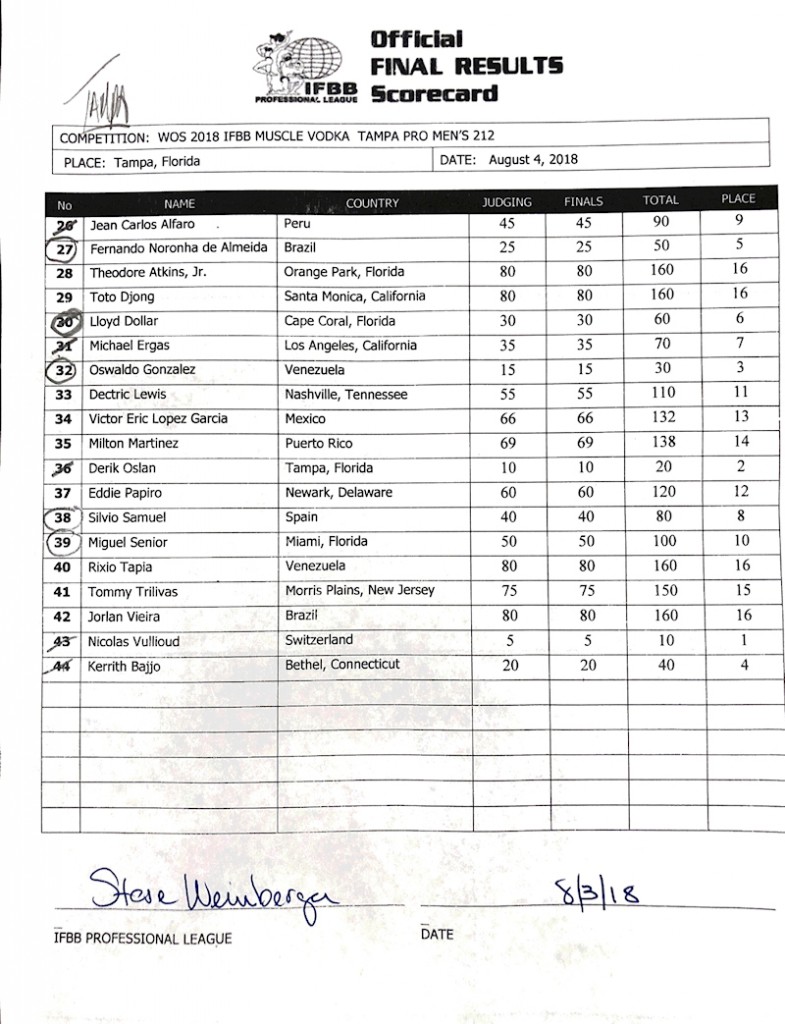 Tampa
IFBB
PROFESSIONAL LEAGUE
Official
FINAL RESULTS
Scorecard
COMPETITION: WOS 2018 IFBB MUSCLE VODKA TAMPA PRO MEN'S 212
PLACE: Tampa, Florida DATE: August 4, 2018
No NAME COUNTRY JUDGING FINALS TOTAL PLACE
26 Jean Carlos Alfaro Peru 45 45 90 9
27 Fernando Noronha de Almeida Brazil 25 25 50 5
28 Theodore Atkins, Jr. Orange Park, Florida 80 80 160 16
29 Toto Djong Santa Monica, California 80 80 160 16
30 Lloyd Dollar Cape Coral, Florida 30 30 60 6
31 Michael Ergas Los Angeles, California 35 35 70 7
32 Oswaldo Gonzalez Venezuela 15 15 30 3
33 Dectric Lewis Nashville, Tennessee 55 55 110 11
34 Victor Eric Lopez Garcia Mexico 66 66 132 13
35 Milton Martinez Puerto Rico 69 69 138 14
36 Derik Oslan Tampa, Florida 10 10 20 2
37 Eddie Papiro Newark, Delaware 60 60 120 12
38 Silvio Samuel Spain 40 40 80 8
39 Miguel Senior Miami, Florida 50 50 100 10
40 Rixio Tapia Venezuela 80 80 160 16
41 Tommy Trilivas Morris Plains, New Jersey 75 75 150 15
42 Jorlan Vieira Brazil 80 80 160 16
43 Nicolas Vullioud Switzerland 5 5 10 1
44 Kerrith Bajjo Bethel, Connecticut 20 20 40 4
Steve Weinberger 8/3/18
IFBB PROFESSIONAL LEAGUE DATE